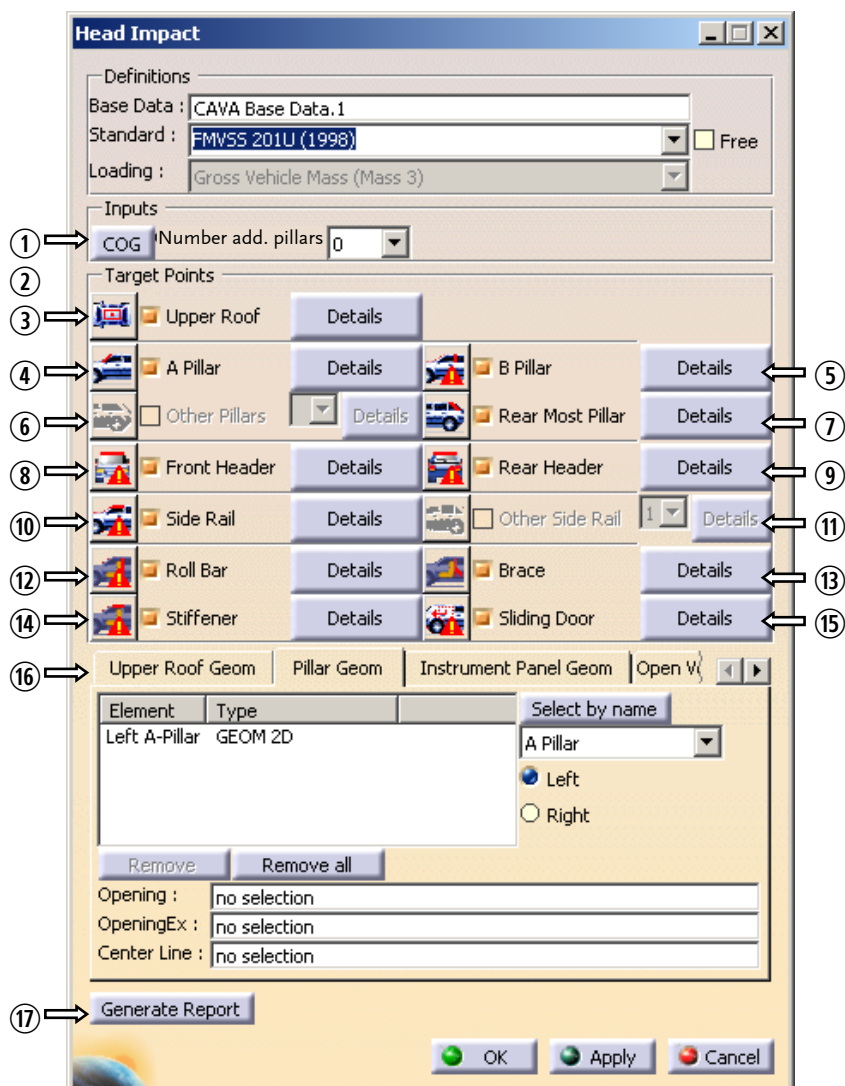 Head Impact
Definitions
Base Data : CAVA Base Data.1
Standard : FMVSS 201U (1998) Free
Loading : Gross Vehicle Mass (Mass 3)
Inputs
① COG Number add. pillars 0
② Target Points
③ Upper Roof Details
④ A Pillar Details B Pillar Details ⑤
⑥ Other Pillars Details Rear Most Pillar Details ⑦
⑧ Front Header Details Rear Header Details ⑨
⑩ Side Rail Details Other Side Rail 1 Details ⑪
⑫ Roll Bar Details Brace Details ⑬
⑭ Stiffener Details Sliding Door Details ⑮
⑯ Upper Roof Geom Pillar Geom Instrument Panel Geom Open
Element Type Select by name
Left A-Pillar GEOM 2D A Pillar
Left
Right
Remove Remove all
Opening : no selection
OpeningEx : no selection
Center Line : no selection
⑰ Generate Report
OK Apply Cancel